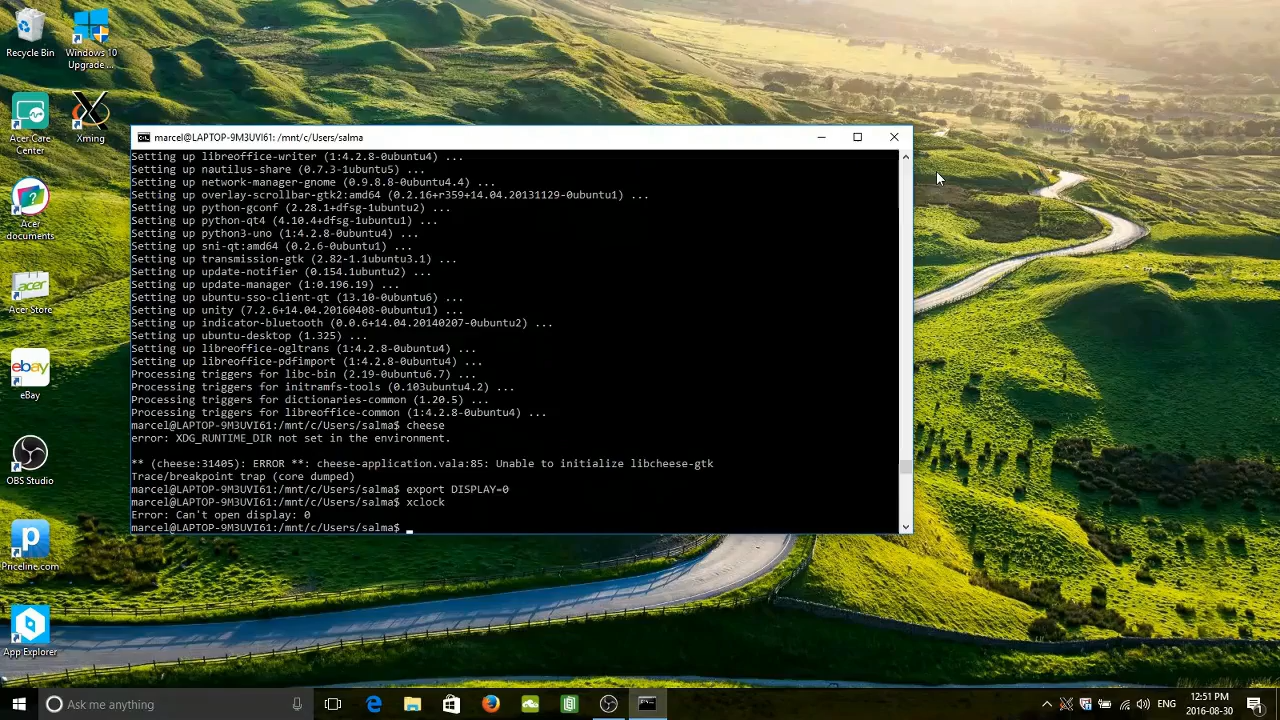 Recycle Bin
Windows 10
Upgrade ...
Acer Care
Center
Xming
Acer
documents
Acer Store
eBay
OBS Studio
Priceline.com
App Explorer
marcel@LAPTOP-9M3UVI61: /mnt/c/Users/salma
Setting up libreoffice-writer (1:4.2.8-0ubuntu4) ...
Setting up nautilus-share (0.7.3-1ubuntu5) ...
Setting up network-manager-gnome (0.9.8.8-0ubuntu4.4) ...
Setting up overlay-scrollbar-gtk2:amd64 (0.2.16+r359+14.04.20131129-0ubuntu1) ...
Setting up python-gconf (2.28.1+dfsg-1ubuntu2) ...
Setting up python-qt4 (4.10.4+dfsg-1ubuntu1) ...
Setting up python3-uno (1:4.2.8-0ubuntu4) ...
Setting up sni-qt:amd64 (0.2.6-0ubuntu1) ...
Setting up transmission-gtk (2.82-1.1ubuntu3.1) ...
Setting up update-notifier (0.154.1ubuntu2) ...
Setting up update-manager (1:0.196.19) ...
Setting up ubuntu-sso-client-qt (13.10-0ubuntu6) ...
Setting up unity (7.2.6+14.04.20160408-0ubuntu1) ...
Setting up indicator-bluetooth (0.0.6+14.04.20140207-0ubuntu2) ...
Setting up ubuntu-desktop (1.325) ...
Setting up libreoffice-ogltrans (1:4.2.8-0ubuntu4) ...
Setting up libreoffice-pdfimport (1:4.2.8-0ubuntu4) ...
Processing triggers for libc-bin (2.19-0ubuntu6.7) ...
Processing triggers for initramfs-tools (0.103ubuntu4.2) ...
Processing triggers for dictionaries-common (1.20.5) ...
Processing triggers for libreoffice-common (1:4.2.8-0ubuntu4) ...
marcel@LAPTOP-9M3UVI61:/mnt/c/Users/salma$ cheese
error: XDG_RUNTIME_DIR not set in the environment.
** (cheese:31405): ERROR **: cheese-application.vala:85: Unable to initialize libcheese-gtk
Trace/breakpoint trap (core dumped)
marcel@LAPTOP-9M3UVI61:/mnt/c/Users/salma$ export DISPLAY=0
marcel@LAPTOP-9M3UVI61:/mnt/c/Users/salma$ xclock
Error: Can't open display: 0
marcel@LAPTOP-9M3UVI61:/mnt/c/Users/salma$
Ask me anything
ENG
12:51 PM
2016-08-30